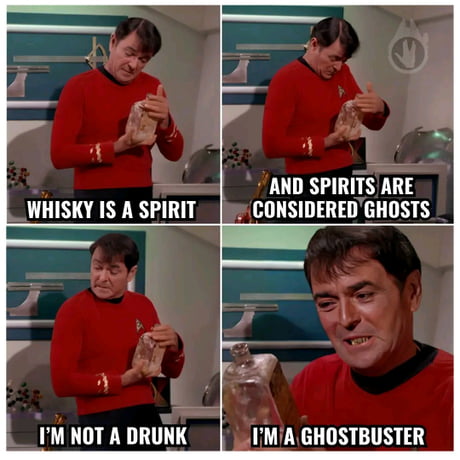 WHISKY IS A SPIRIT
AND SPIRITS ARE
CONSIDERED GHOSTS
I'M NOT A DRUNK
I'M A GHOSTBUSTER